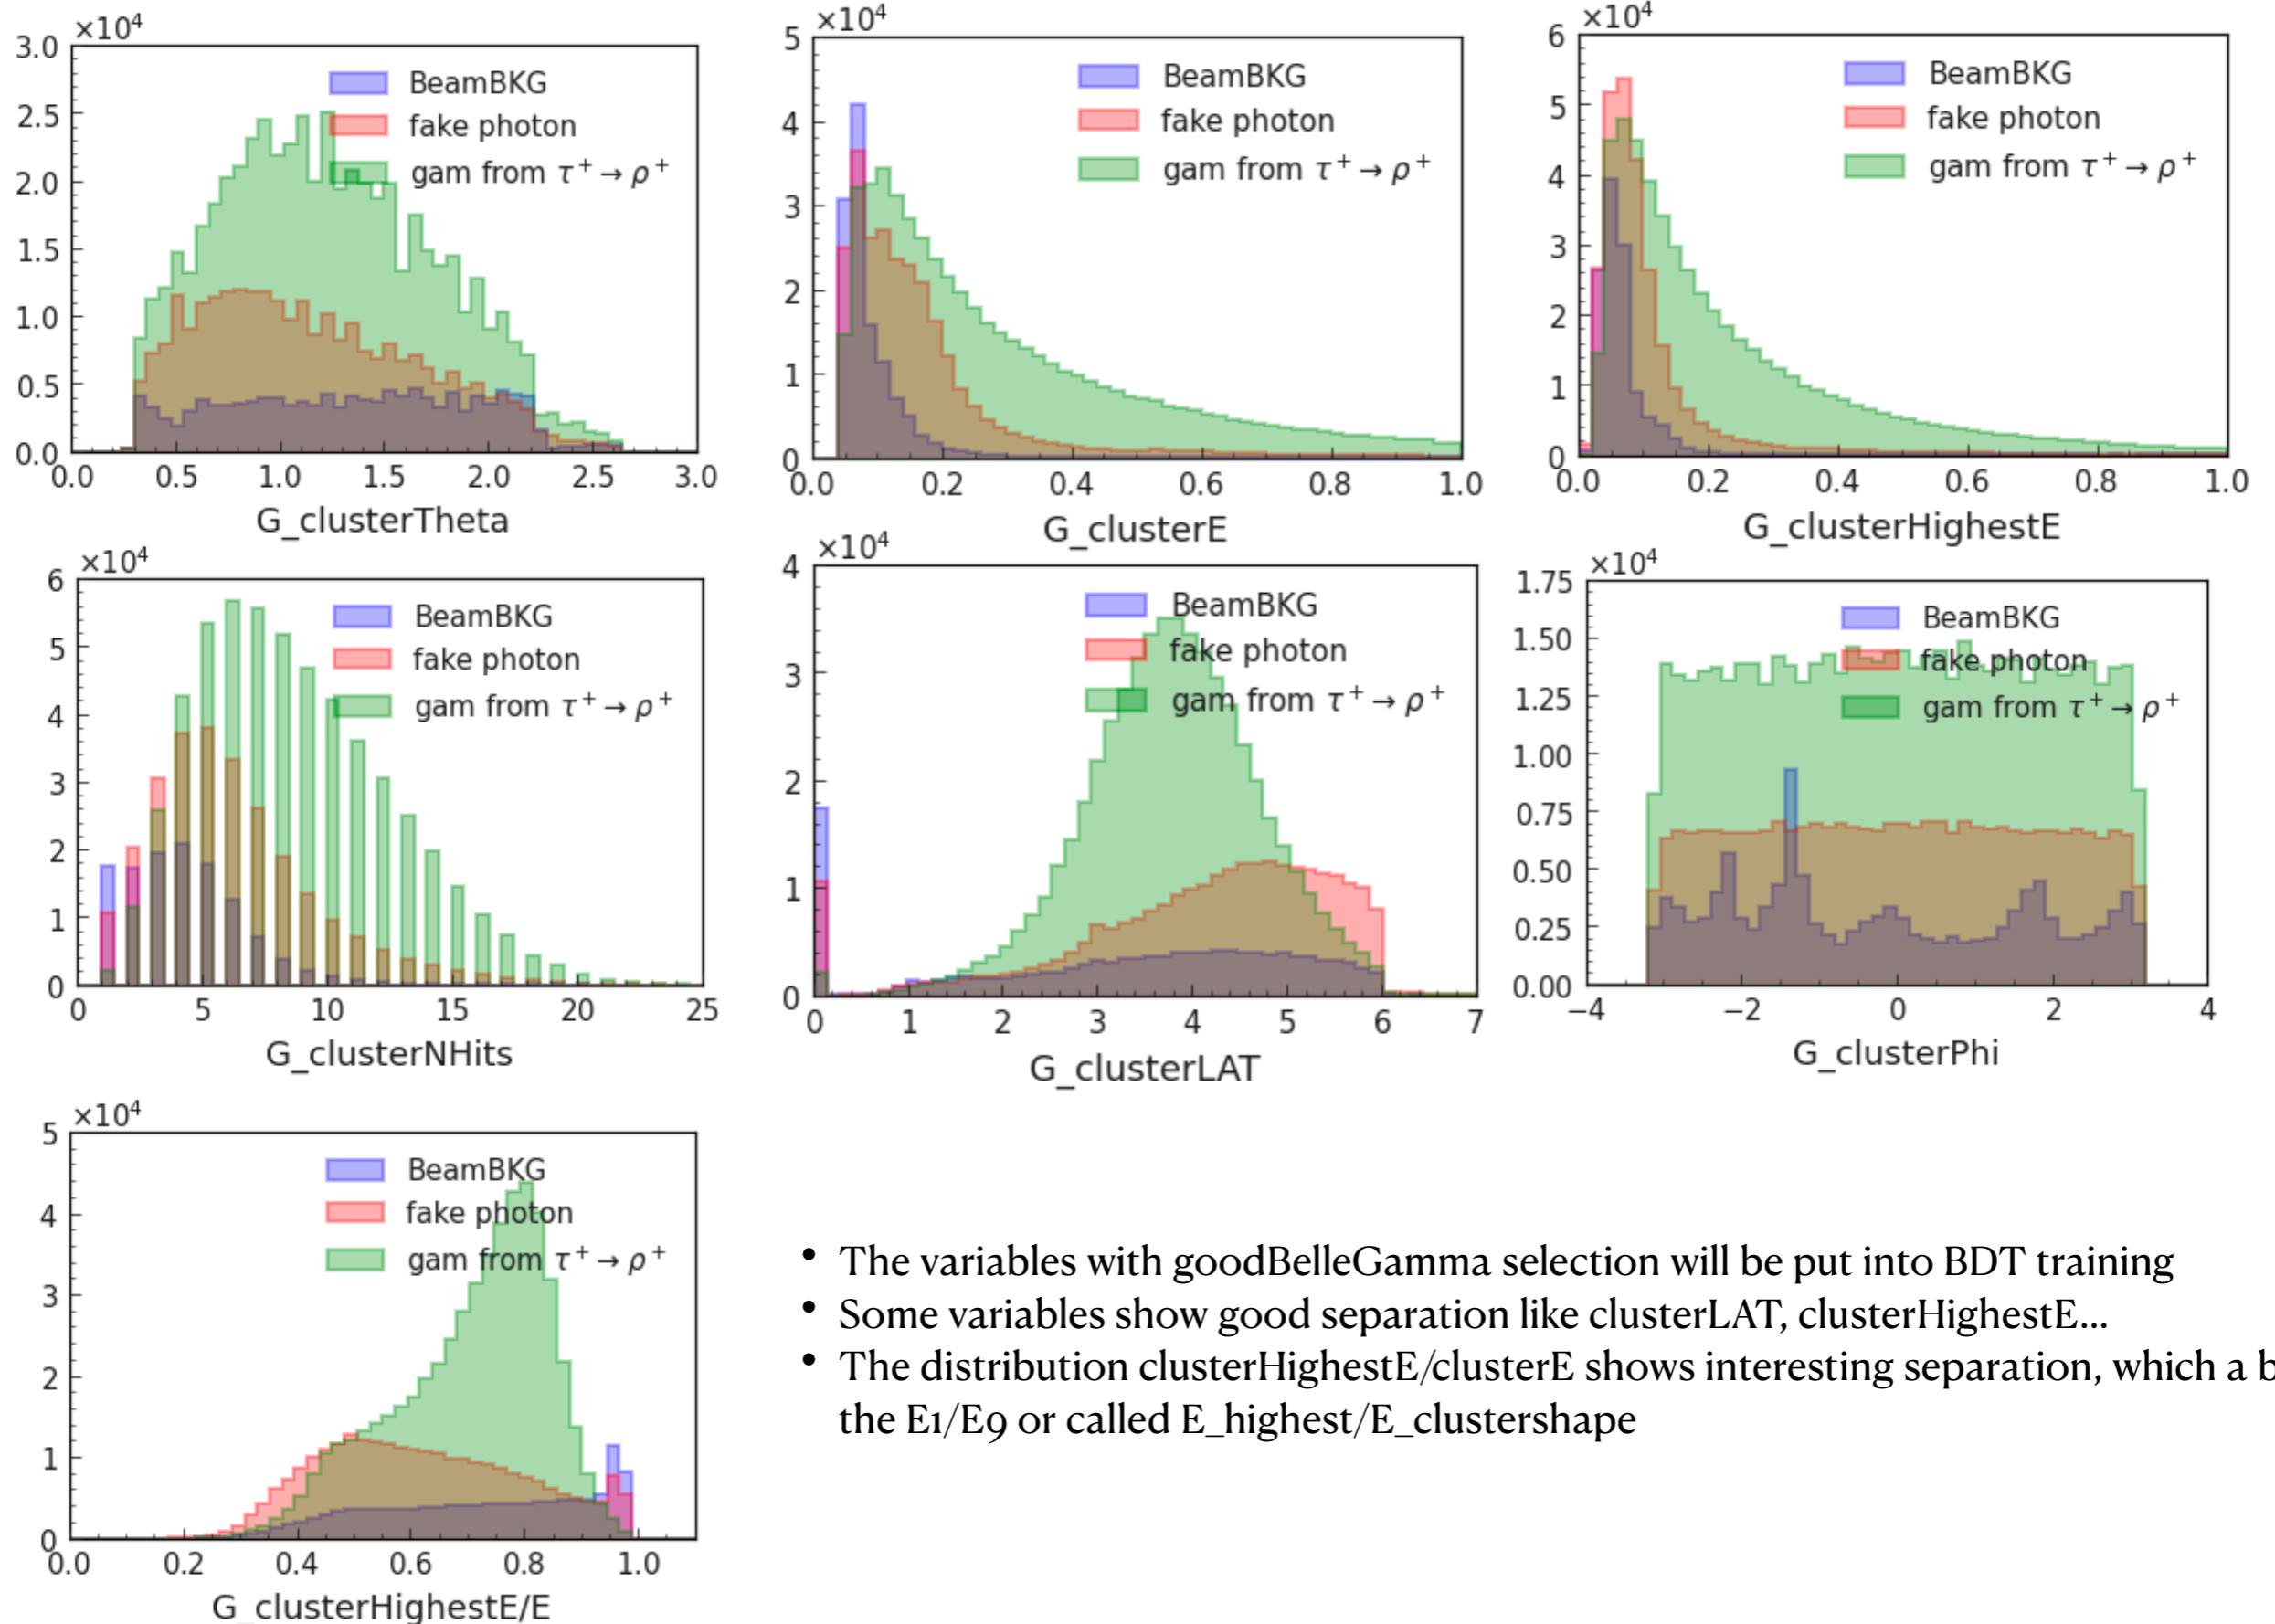 ×10⁴
3.0
2.5
2.0
1.5
1.0
0.5
0.0
BeamBKG
fake photon
gam from τ⁺ → ρ⁺
0.0 0.5 1.0 1.5 2.0 2.5 3.0
G_clusterTheta
×10⁴
5
4
3
2
1
0
BeamBKG
fake photon
gam from τ⁺ → ρ⁺
0.0 0.2 0.4 0.6 0.8 1.0
G_clusterE
×10⁴
6
5
4
3
2
1
0
BeamBKG
fake photon
gam from τ⁺ → ρ⁺
0.0 0.2 0.4 0.6 0.8 1.0
G_clusterHighestE
×10⁴
6
5
4
3
2
1
0
BeamBKG
fake photon
gam from τ⁺ → ρ⁺
0 5 10 15 20 25
G_clusterNHits
×10⁴
4
3
2
1
0
BeamBKG
fake photon
gam from τ⁺ → ρ⁺
0 1 2 3 4 5 6 7
G_clusterLAT
×10⁴
1.75
1.50
1.25
1.00
0.75
0.50
0.25
0.00
BeamBKG
fake photon
gam from τ⁺ → ρ⁺
−4 −2 0 2 4
G_clusterPhi
×10⁴
5
4
3
2
1
0
BeamBKG
fake photon
gam from τ⁺ → ρ⁺
0.0 0.2 0.4 0.6 0.8 1.0
G_clusterHighestE/E
• The variables with goodBelleGamma selection will be put into BDT training
• Some variables show good separation like clusterLAT, clusterHighestE...
• The distribution clusterHighestE/clusterE shows interesting separation, which a
the E1/E9 or called E_highest/E_clustershape